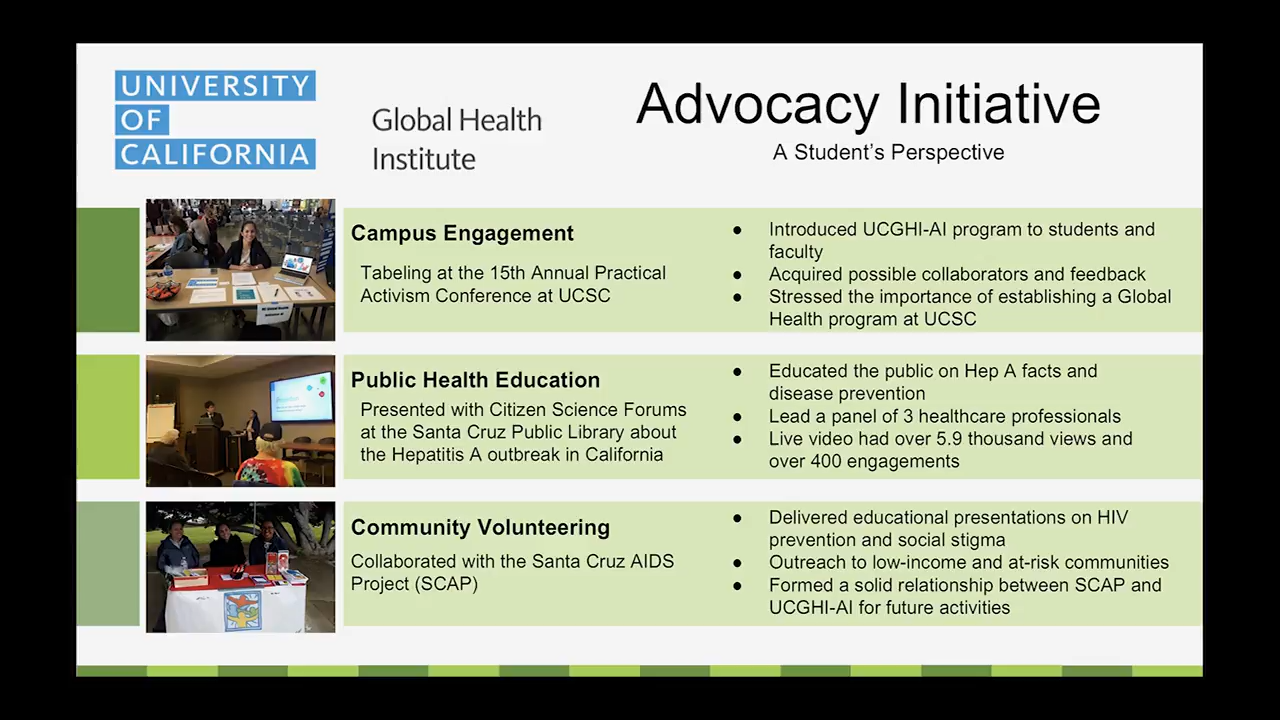 UNIVERSITY
OF
CALIFORNIA
Global Health
Institute
Advocacy Initiative
A Student's Perspective
Campus Engagement
Tabeling at the 15th Annual Practical
Activism Conference at UCSC
● Introduced UCGHI-AI program to students and
faculty
● Acquired possible collaborators and feedback
● Stressed the importance of establishing a Global
Health program at UCSC
Public Health Education
Presented with Citizen Science Forums
at the Santa Cruz Public Library about
the Hepatitis A outbreak in California
● Educated the public on Hep A facts and
disease prevention
● Lead a panel of 3 healthcare professionals
● Live video had over 5.9 thousand views and
over 400 engagements
Community Volunteering
Collaborated with the Santa Cruz AIDS
Project (SCAP)
● Delivered educational presentations on HIV
prevention and social stigma
● Outreach to low-income and at-risk communities
● Formed a solid relationship between SCAP and
UCGHI-AI for future activities